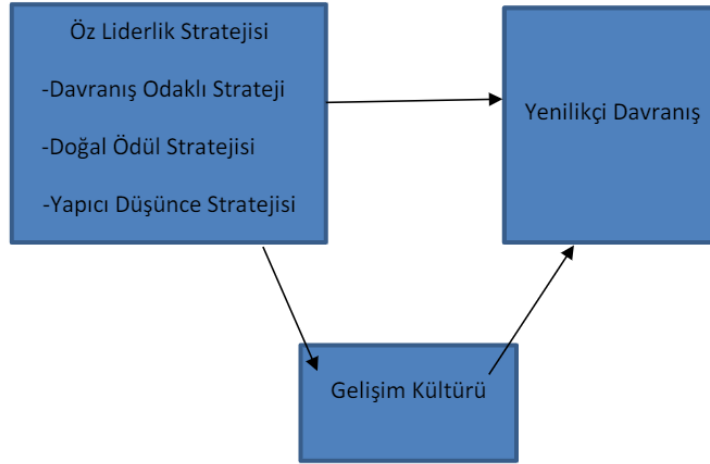 Öz Liderlik Stratejisi
-Davranış Odaklı Strateji
-Doğal Ödül Stratejisi
-Yapıcı Düşünce Stratejisi
Yenilikçi Davranış
Gelişim Kültürü